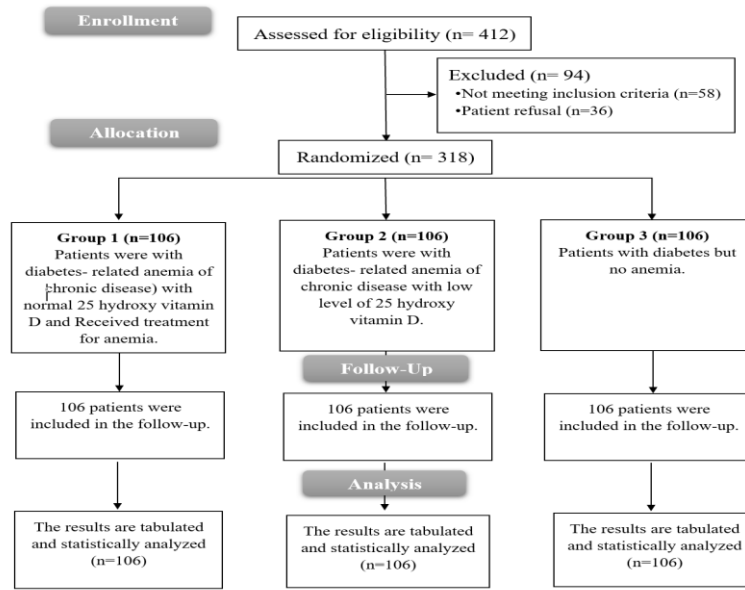 Enrollment
Assessed for eligibility (n= 412)
Excluded (n= 94)
•Not meeting inclusion criteria (n=58)
•Patient refusal (n=36)
Allocation
Randomized (n= 318)
Group 1 (n=106)
Patients were with
diabetes- related anemia of
chronic disease) with
normal 25 hydroxy vitamin
D and Received treatment
for anemia.
Group 2 (n=106)
Patients were with
diabetes- related anemia of
chronic disease with low
level of 25 hydroxy
vitamin D.
Group 3 (n=106)
Patients with diabetes but
no anemia.
Follow-Up
106 patients were
included in the follow-up.
106 patients were
included in the follow-up.
106 patients were
included in the follow-up.
Analysis
The results are tabulated
and statistically analyzed
(n=106)
The results are tabulated
and statistically analyzed
(n=106)
The results are tabulated
and statistically analyzed
(n=106)